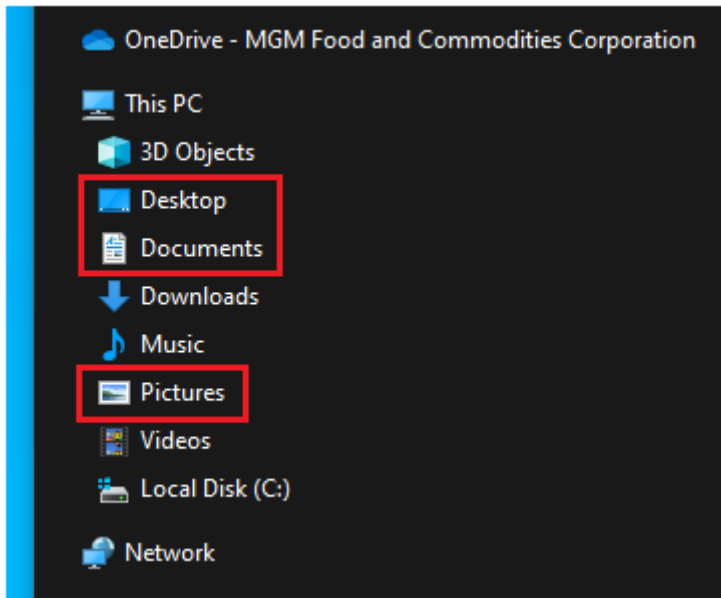 OneDrive - MGM Food and Commodities Corporation
This PC
3D Objects
Desktop
Documents
Downloads
Music
Pictures
Videos
Local Disk (C:)
Network